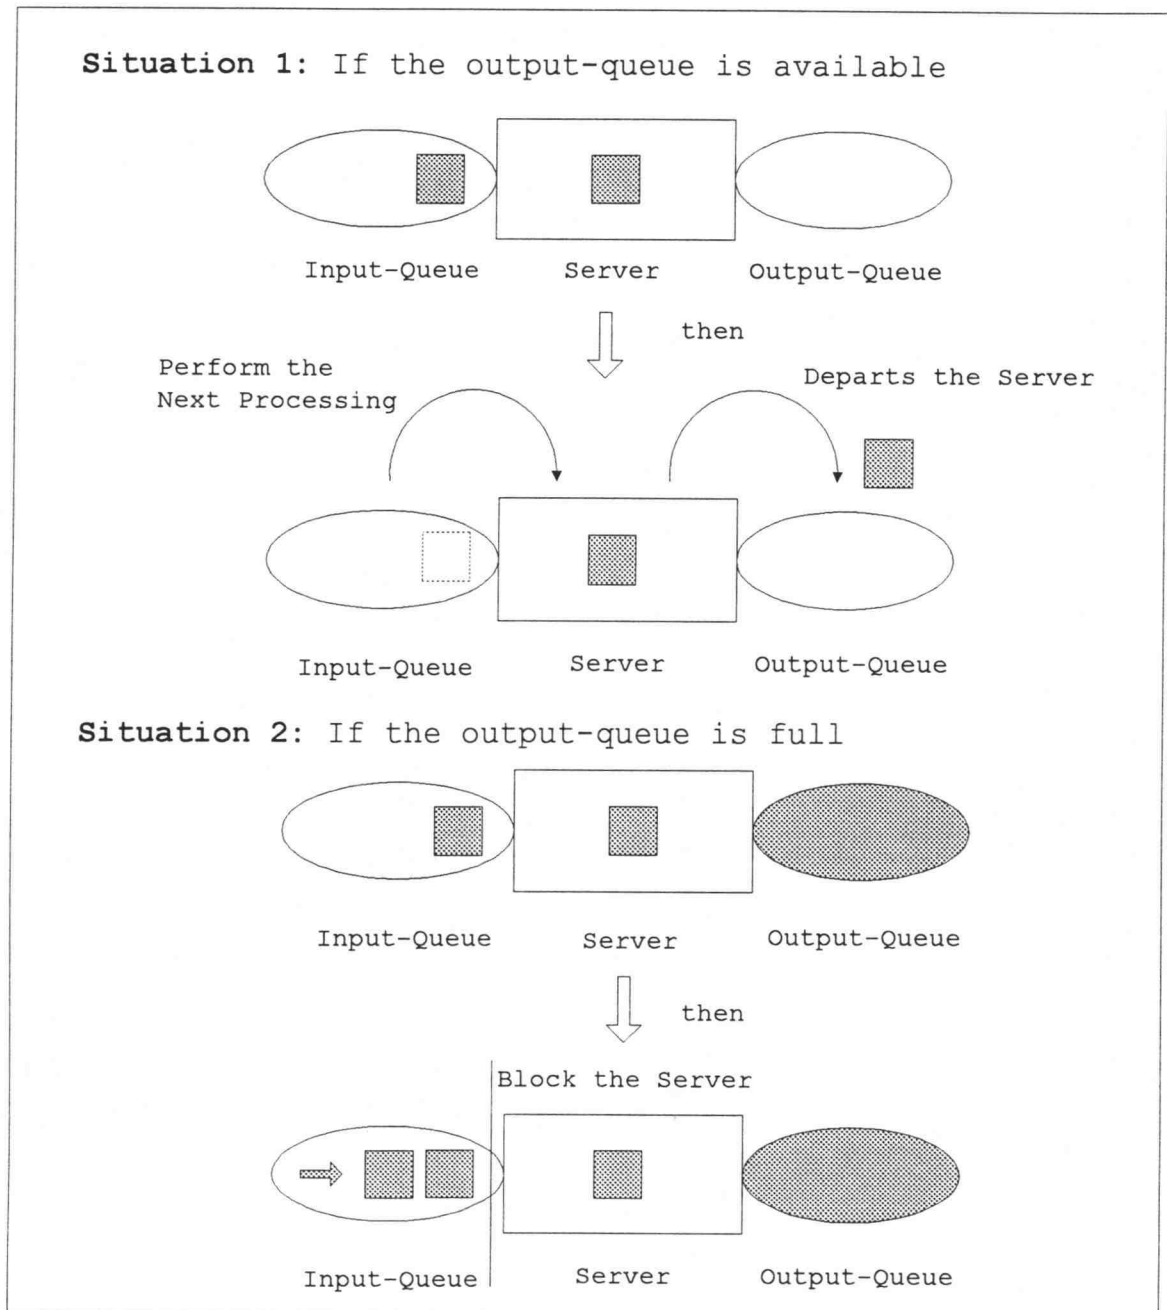 Situation 1: If the output-queue is available
Input-Queue Server Output-Queue
then
Perform the
Next Processing
Departs the Server
Input-Queue Server Output-Queue
Situation 2: If the output-queue is full
Input-Queue Server Output-Queue
then
Block the Server
Input-Queue Server Output-Queue